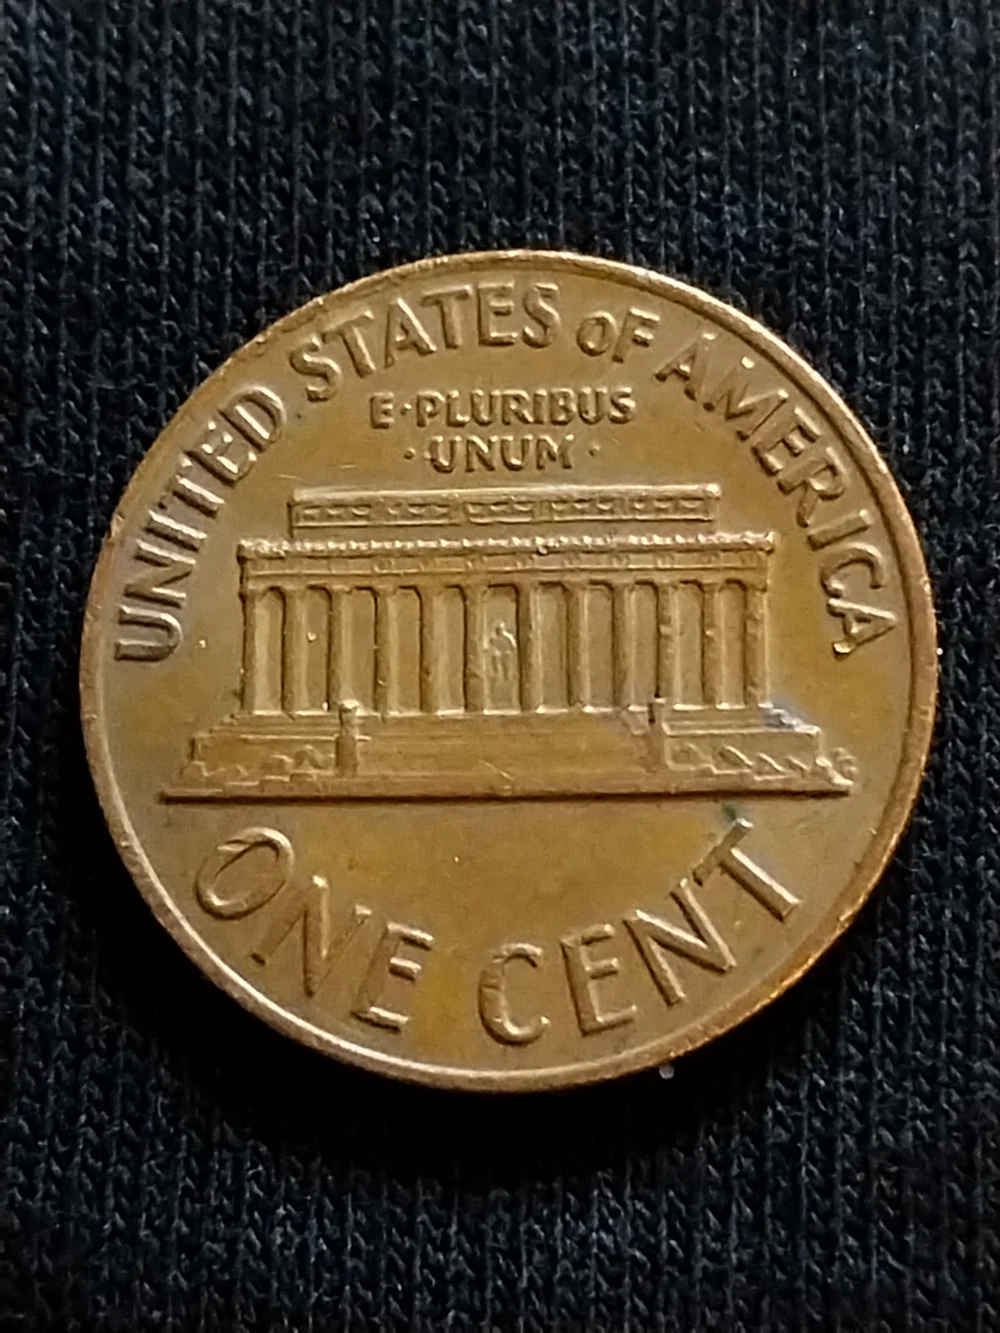 UNITED STATES OF AMERICA
E·PLURIBUS
·UNUM·
ONE CENT